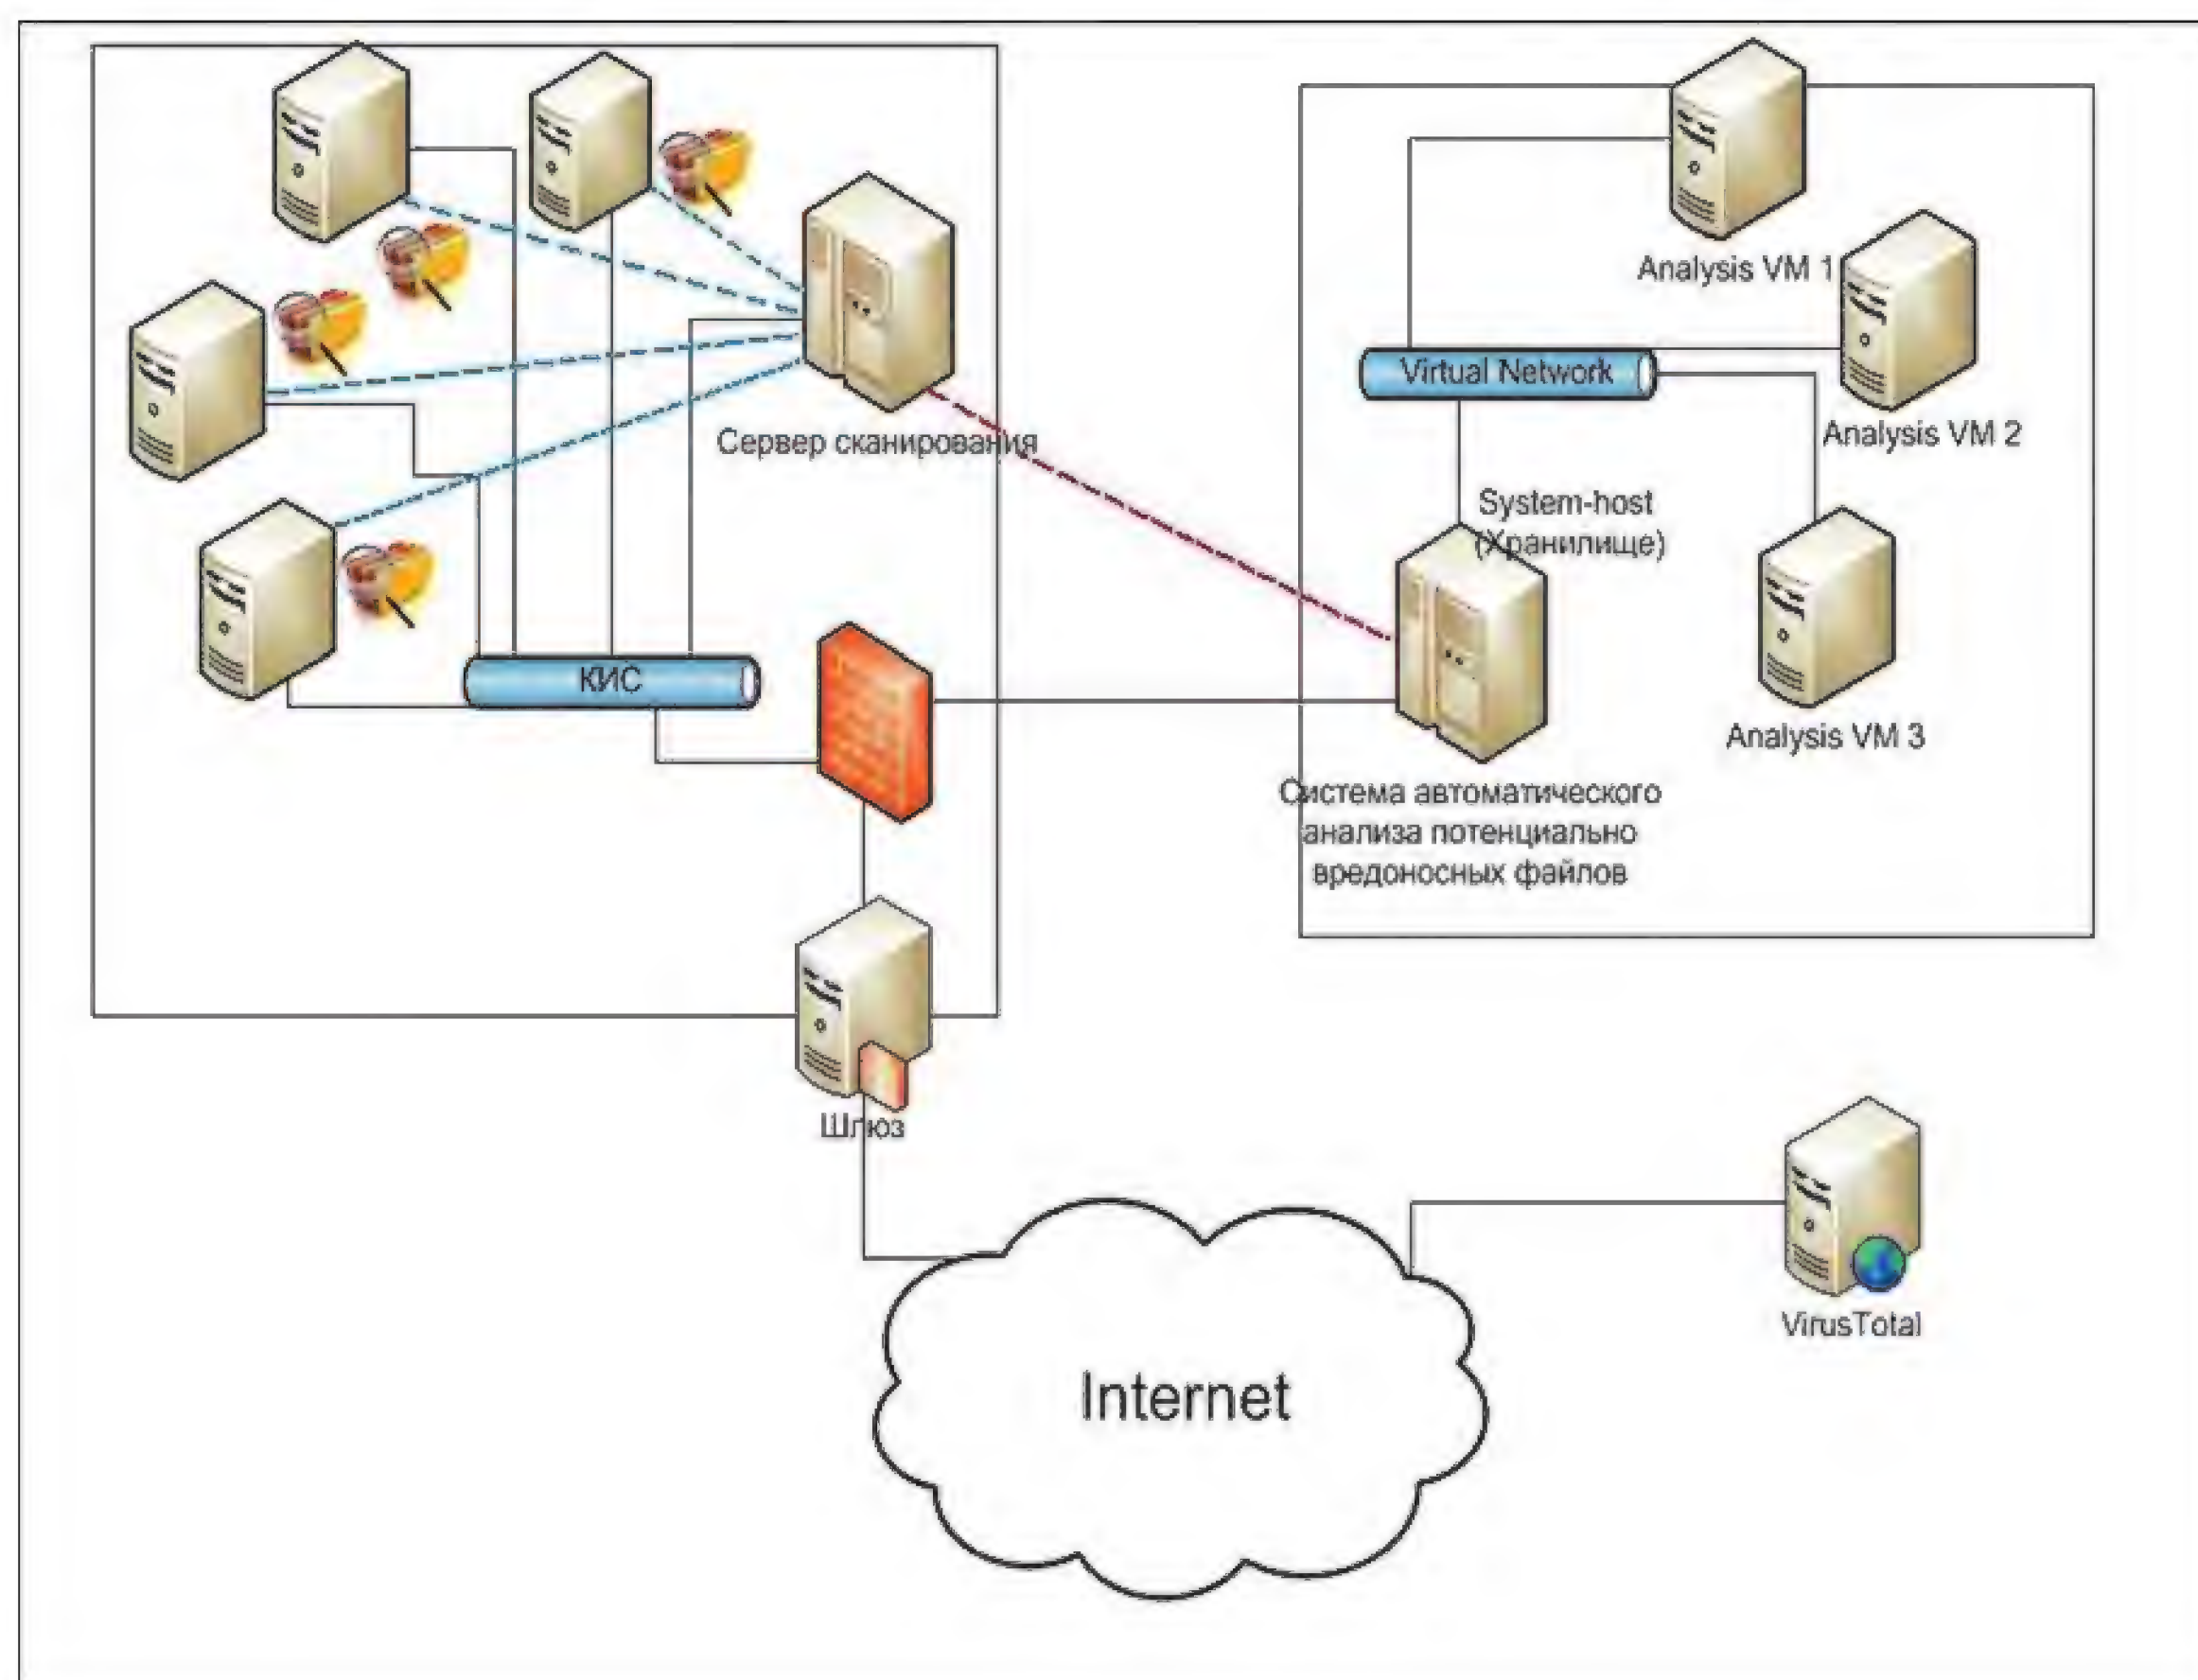 Analysis VM 1
Virtual Network
Сервер сканирования
Analysis VM 2
System-host
(Хранилище)
КИС
Analysis VM 3
Система автоматического
анализа потенциально
вредоносных файлов
Шлюз
VirusTotal
Internet